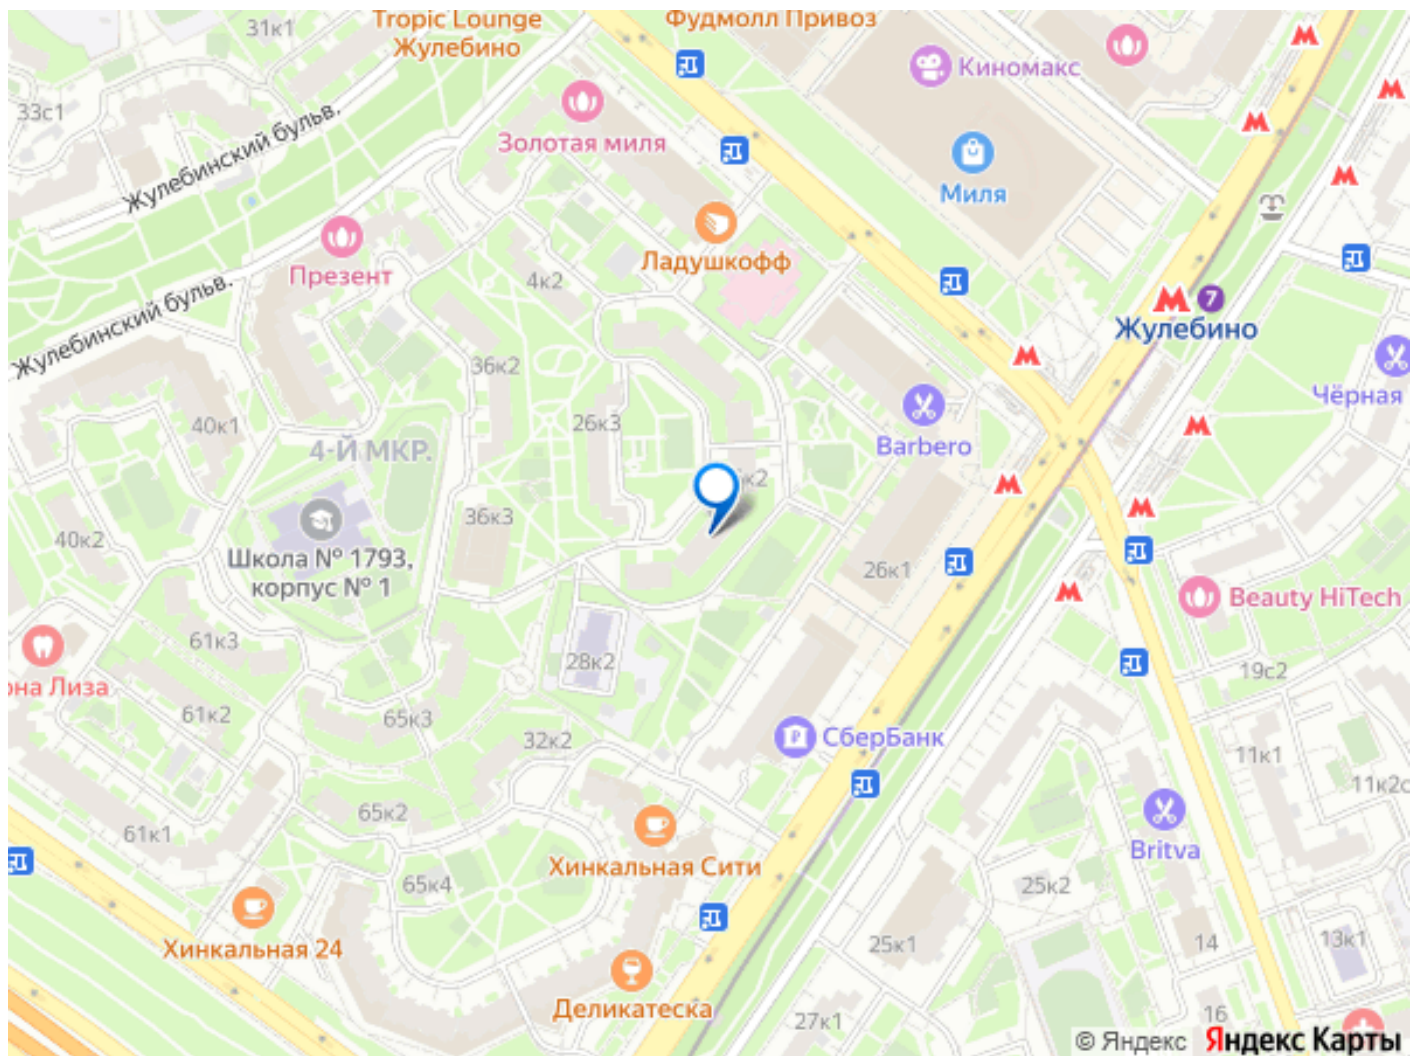 31к1
Tropic Lounge
Жулебино
Фудмолл Привоз
Киномакс
33с1
Жулебинский бульв.
Золотая миля
Миля
Презент
Ладушкофф
4к2
7
Жулебино
Жулебинский бульв.
36к2
Чёрная
26к3
40к1
4-Й МКР.
Barbero
к2
36к3
40к2
Школа № 1793,
корпус № 1
26к1
Beauty HiTech
61к3
28к2
19с2
она Лиза
61к2
65к3
32к2
СберБанк
11к1
11к2с
65к2
61к1
Britva
Хинкальная Сити
65к4
25к2
Хинкальная 24
25к1
14
13к1
Деликатеска
27к1
16
© Яндекс Яндекс Карты